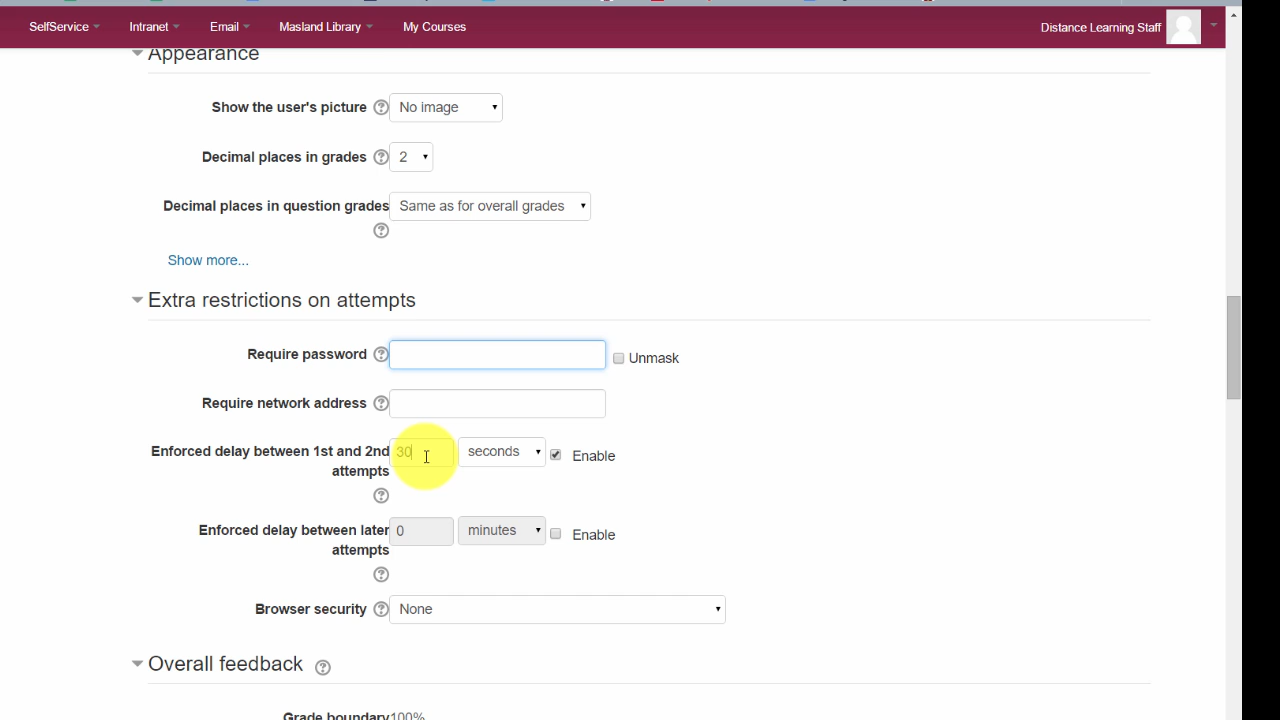 SelfService Intranet Email Masland Library My Courses Distance Learning Staff
Appearance
Show the user's picture ? No image
Decimal places in grades ? 2
Decimal places in question grades Same as for overall grades
?
Show more...
Extra restrictions on attempts
Require password ? Unmask
Require network address ?
Enforced delay between 1st and 2nd 30 seconds Enable
attempts
?
Enforced delay between later 0 minutes Enable
attempts
?
Browser security ? None
Overall feedback ?
Grade boundary 100%